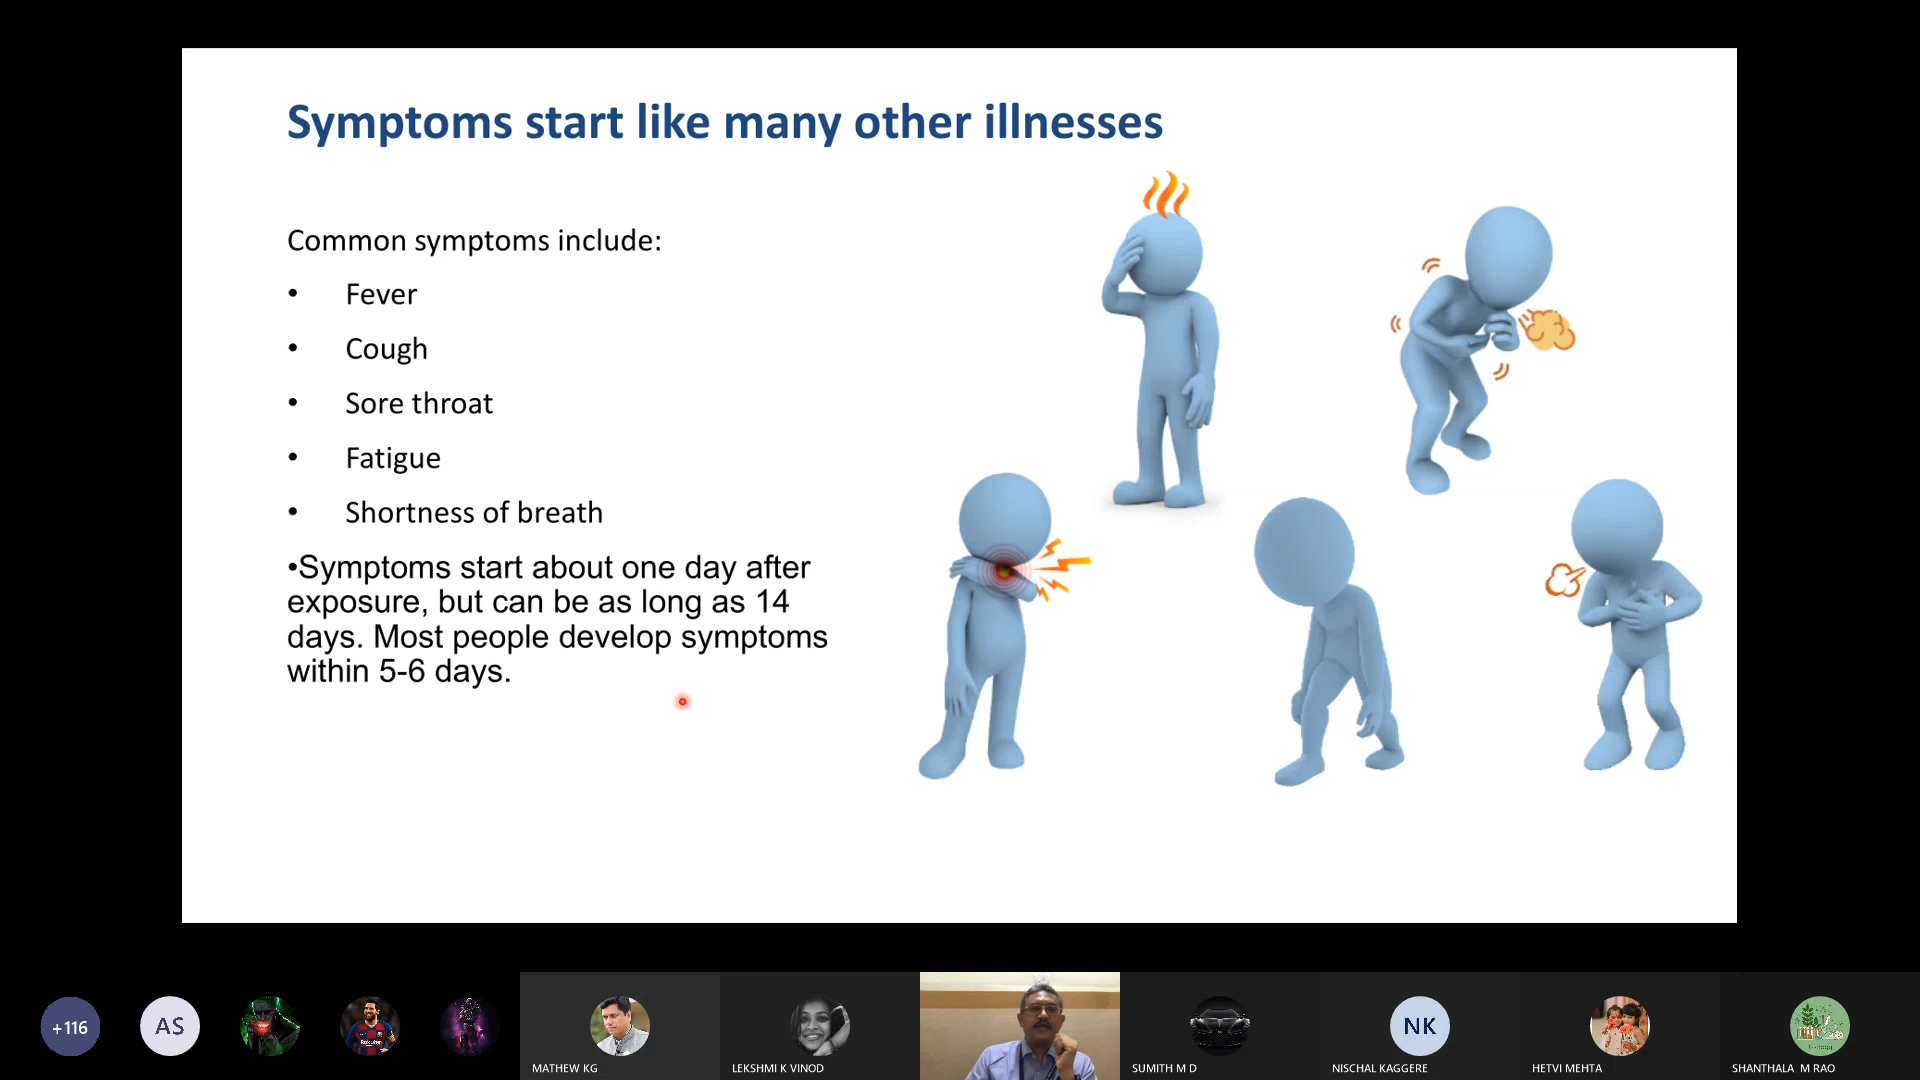 Symptoms start like many other illnesses
Common symptoms include:
• Fever
• Cough
• Sore throat
• Fatigue
• Shortness of breath
•Symptoms start about one day after
exposure, but can be as long as 14
days. Most people develop symptoms
within 5-6 days.
+116
AS
Rakuten
NK
MATHEW KG
LEKSHMI K VINOD
SUMITH M D
NISCHAL KAGGERE
HETVI MEHTA
SHANTHALA M RAO